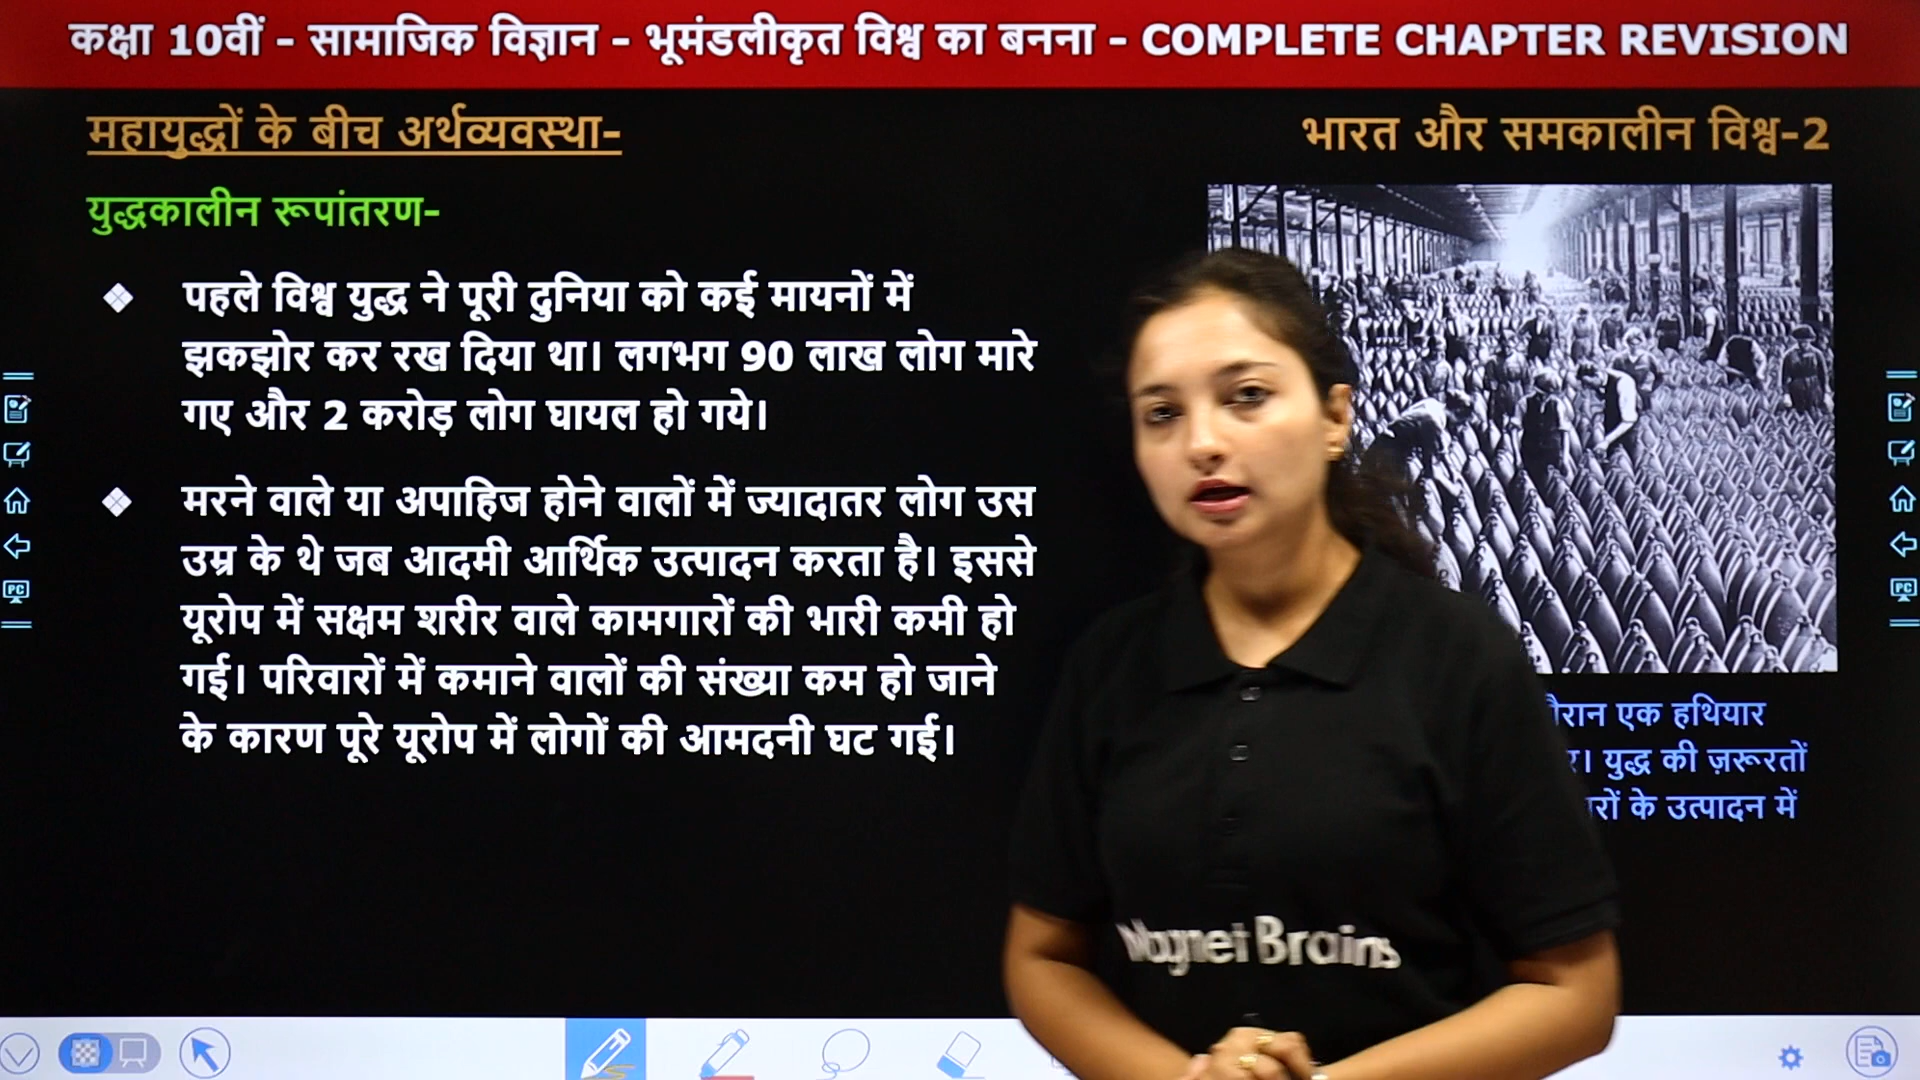 कक्षा 10वीं - सामाजिक विज्ञान - भूमंडलीकृत विश्व का बनना - COMPLETE CHAPTER REVISION
महायुद्धों के बीच अर्थव्यवस्था-
भारत और समकालीन विश्व-2
युद्धकालीन रूपांतरण-
पहले विश्व युद्ध ने पूरी दुनिया को कई मायनों में
झकझोर कर रख दिया था। लगभग 90 लाख लोग मारे
गए और 2 करोड़ लोग घायल हो गये।
मरने वाले या अपाहिज होने वालों में ज्यादातर लोग उस
उम्र के थे जब आदमी आर्थिक उत्पादन करता है। इससे
यूरोप में सक्षम शरीर वाले कामगारों की भारी कमी हो
गई। परिवारों में कमाने वालों की संख्या कम हो जाने
के कारण पूरे यूरोप में लोगों की आमदनी घट गई।
एक हथियार
युद्ध की ज़रूरतों
के उत्पादन में
PC
PC
Magnet Brains